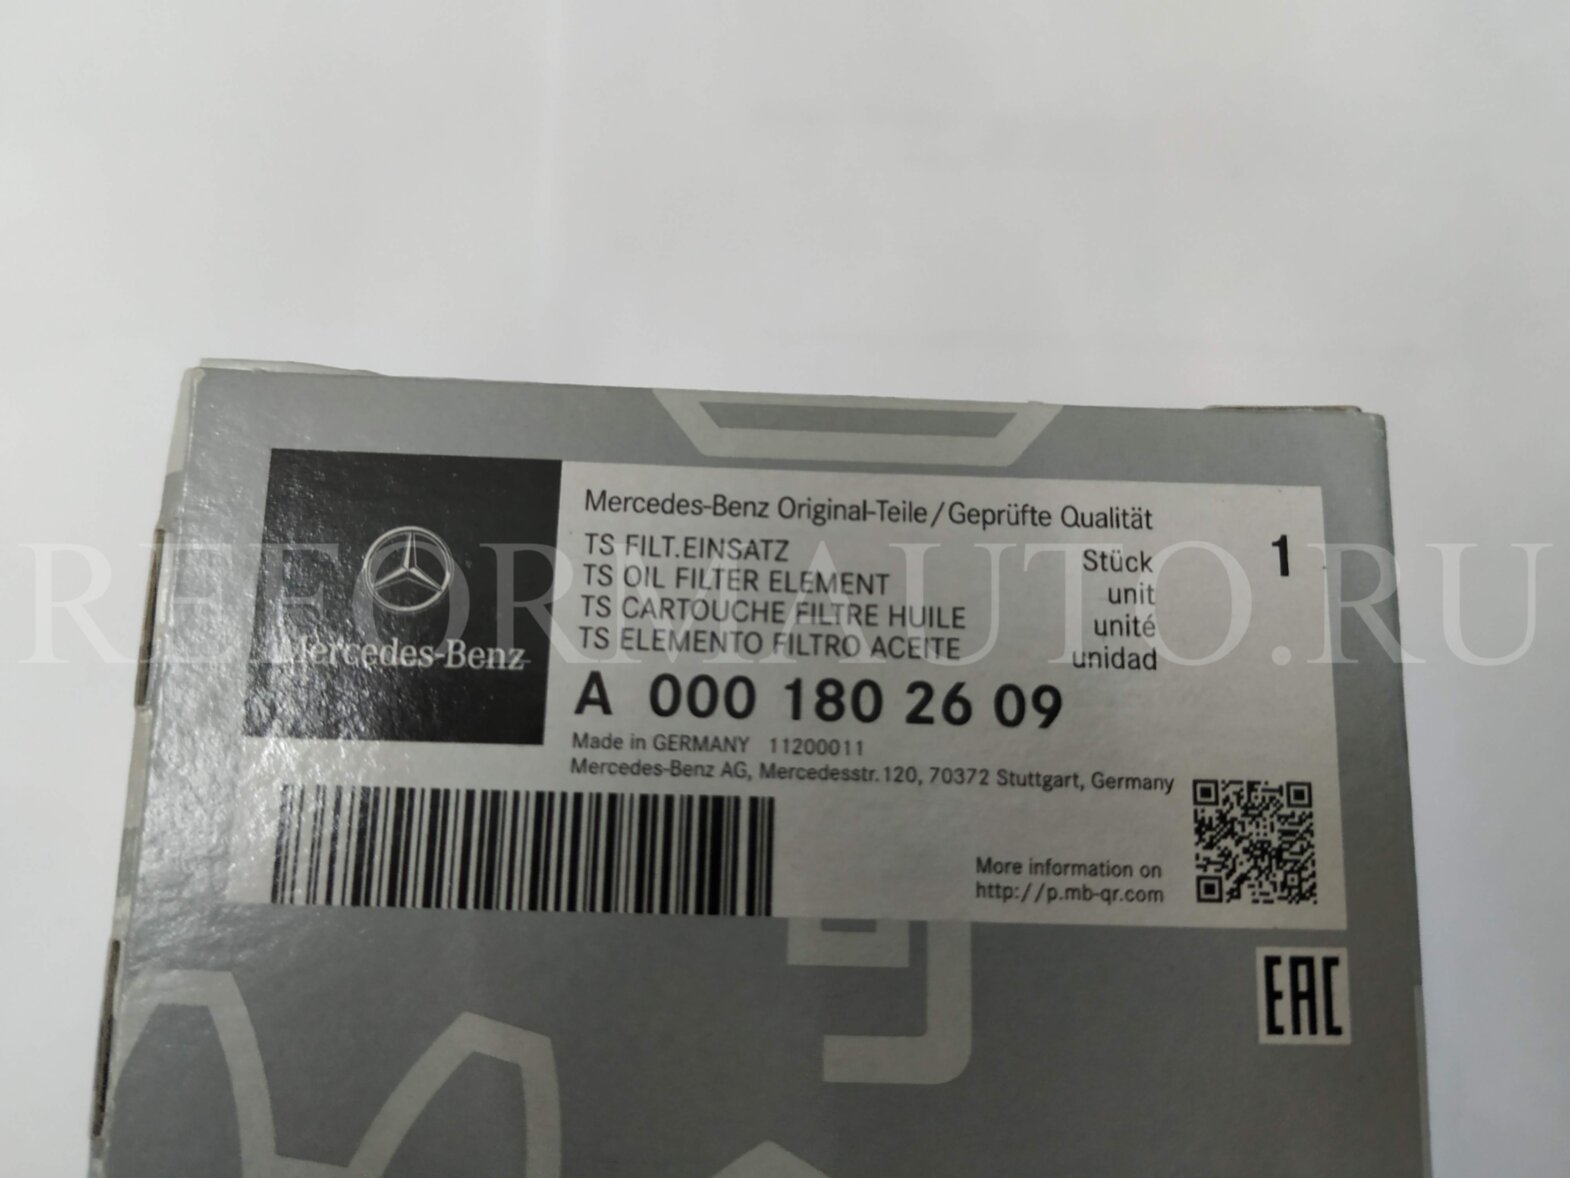 Mercedes-Benz Original-Teile/Geprüfte Qualität
TS FILT.EINSATZ Stück 1
TS OIL FILTER ELEMENT unit
TS CARTOUCHE FILTRE HUILE unité
TS ELEMENTO FILTRO ACEITE unidad
Mercedes-Benz
A 000 180 26 09
Made in GERMANY 11200011
Mercedes-Benz AG, Mercedesstr.120, 70372 Stuttgart, Germany
More information on
http://p.mb-qr.com
EAC
REFORMAUTO.RU